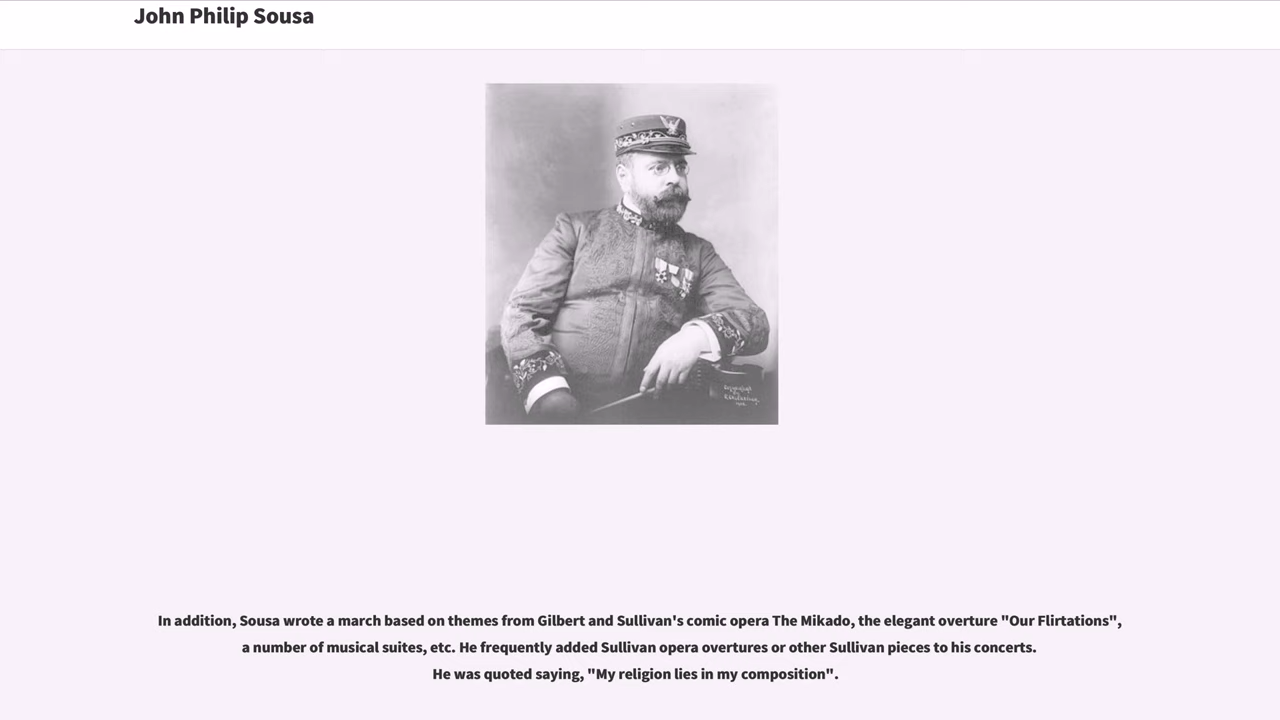 John Philip Sousa
In addition, Sousa wrote a march based on themes from Gilbert and Sullivan's comic opera The Mikado, the elegant overture "Our Flirtations",
a number of musical suites, etc. He frequently added Sullivan opera overtures or other Sullivan pieces to his concerts.
He was quoted saying, "My religion lies in my composition".